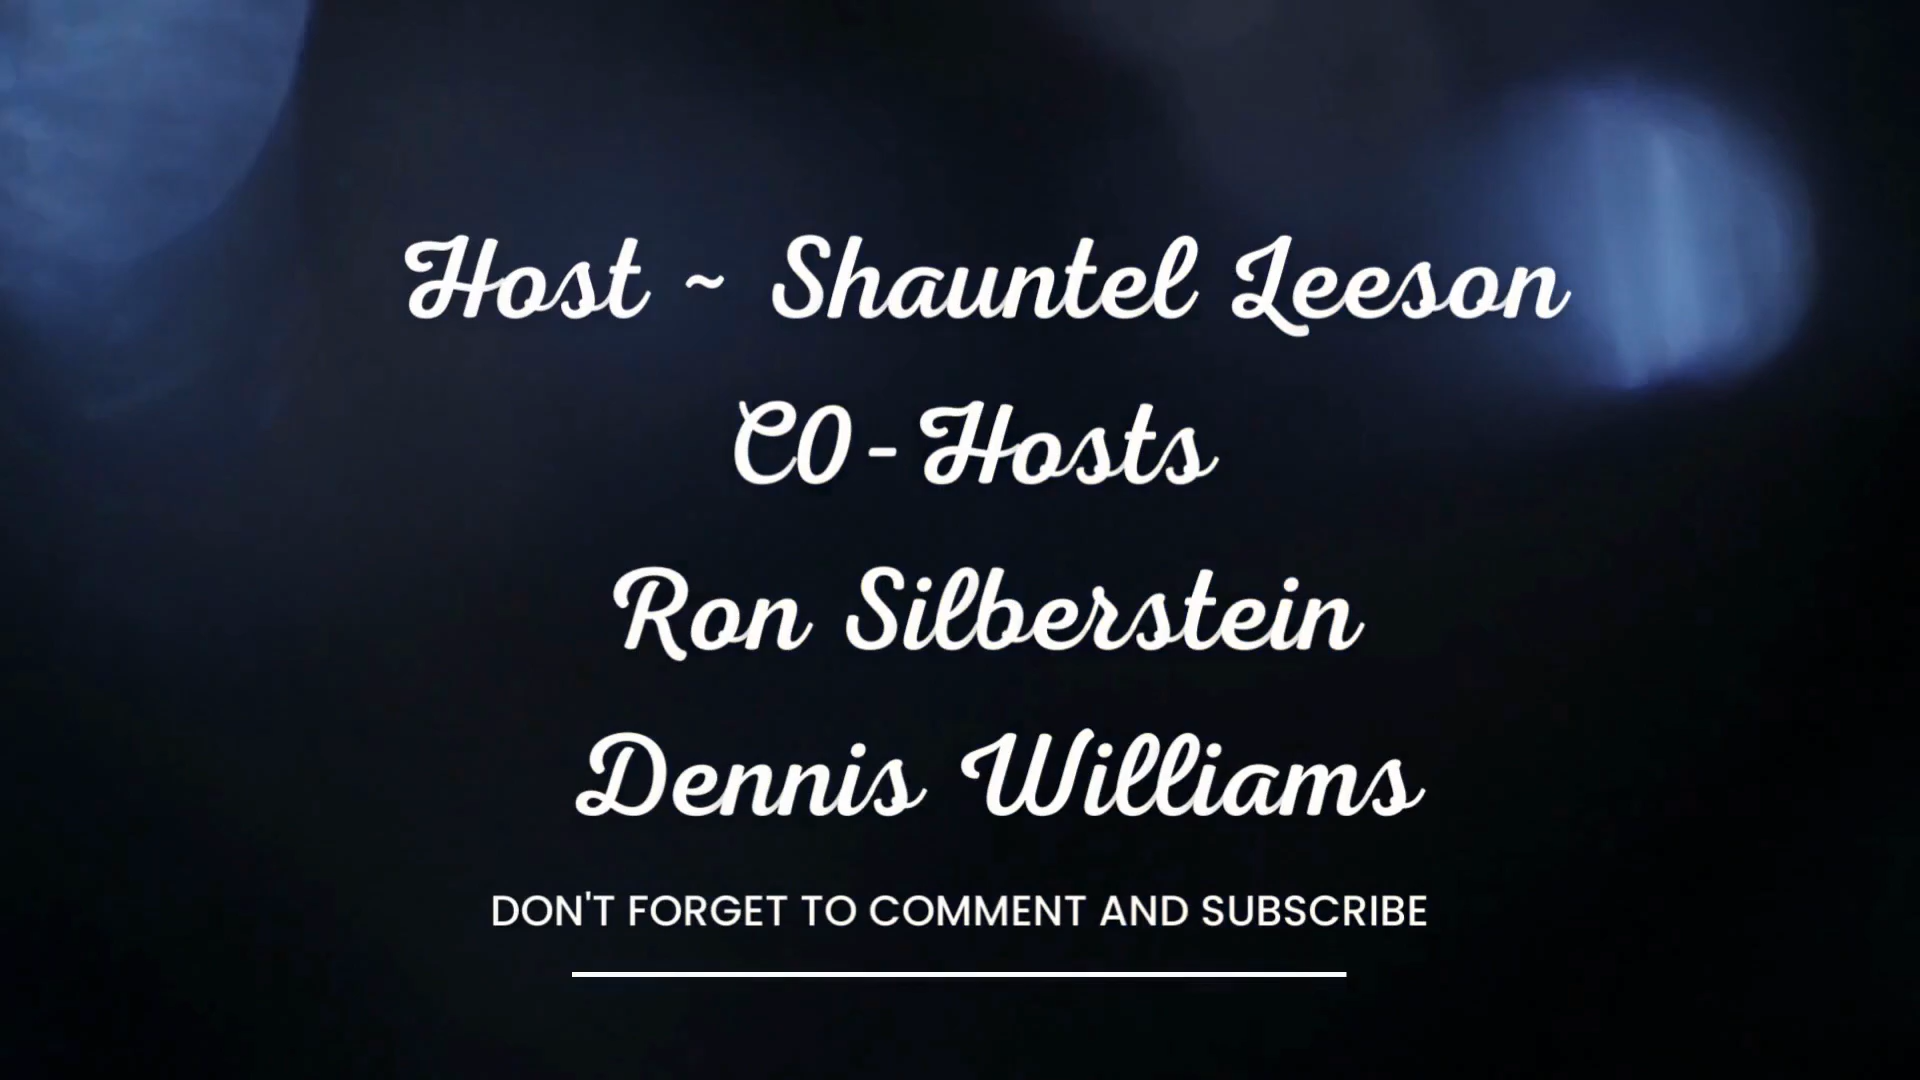 Host ~ Shauntel Leeson
C0-Hosts
Ron Silberstein
Dennis Williams
DON'T FORGET TO COMMENT AND SUBSCRIBE